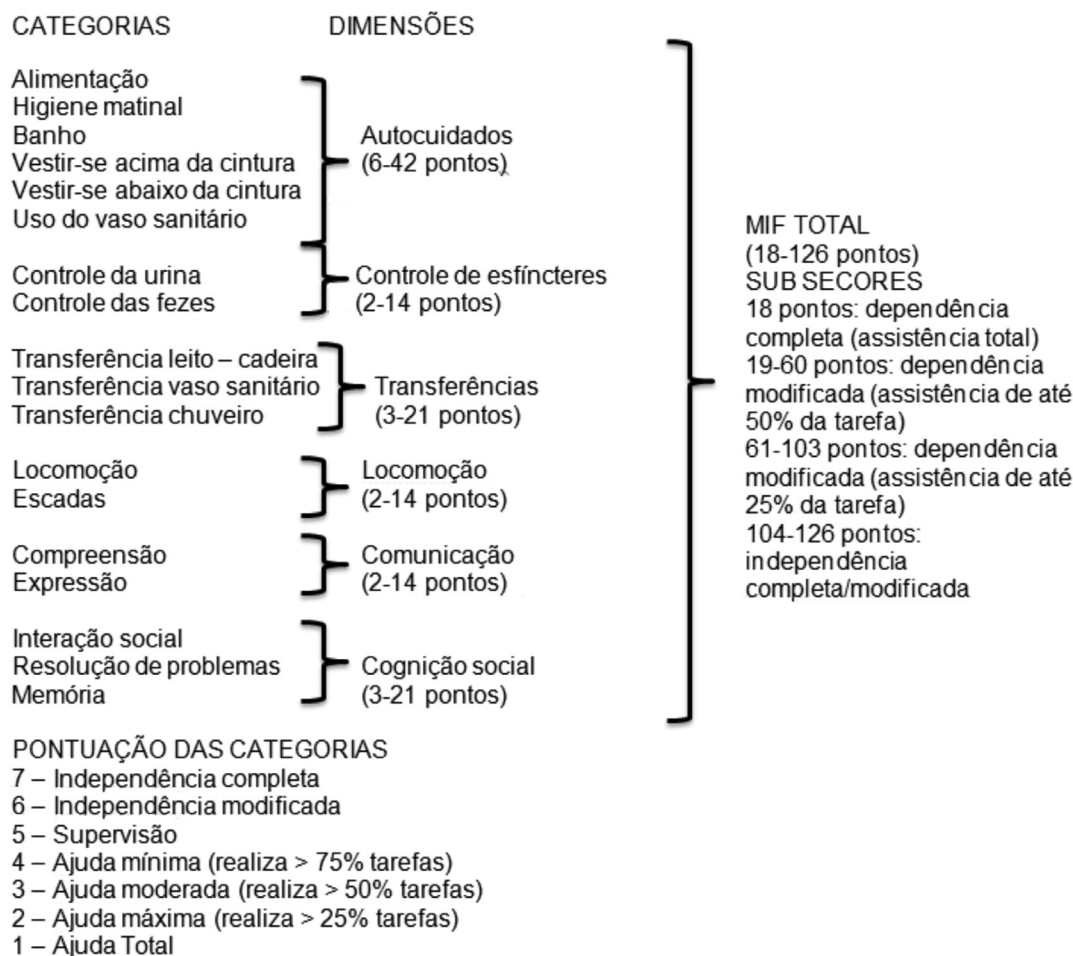 CATEGORIAS
DIMENSÕES
Alimentação
Higiene matinal
Banho
Vestir-se acima da cintura
Vestir-se abaixo da cintura
Uso do vaso sanitário
Autocuidados
(6-42 pontos)
Controle da urina
Controle das fezes
Controle de esfíncteres
(2-14 pontos)
Transferência leito – cadeira
Transferência vaso sanitário
Transferência chuveiro
Transferências
(3-21 pontos)
Locomoção
Escadas
Locomoção
(2-14 pontos)
Compreensão
Expressão
Comunicação
(2-14 pontos)
Interação social
Resolução de problemas
Memória
Cognição social
(3-21 pontos)
MIF TOTAL
(18-126 pontos)
SUB SECORES
18 pontos: dependência
completa (assistência total)
19-60 pontos: dependência
modificada (assistência de até
50% da tarefa)
61-103 pontos: dependência
modificada (assistência de até
25% da tarefa)
104-126 pontos:
independência
completa/modificada
PONTUAÇÃO DAS CATEGORIAS
7 – Independência completa
6 – Independência modificada
5 – Supervisão
4 – Ajuda mínima (realiza > 75% tarefas)
3 – Ajuda moderada (realiza > 50% tarefas)
2 – Ajuda máxima (realiza > 25% tarefas)
1 – Ajuda Total